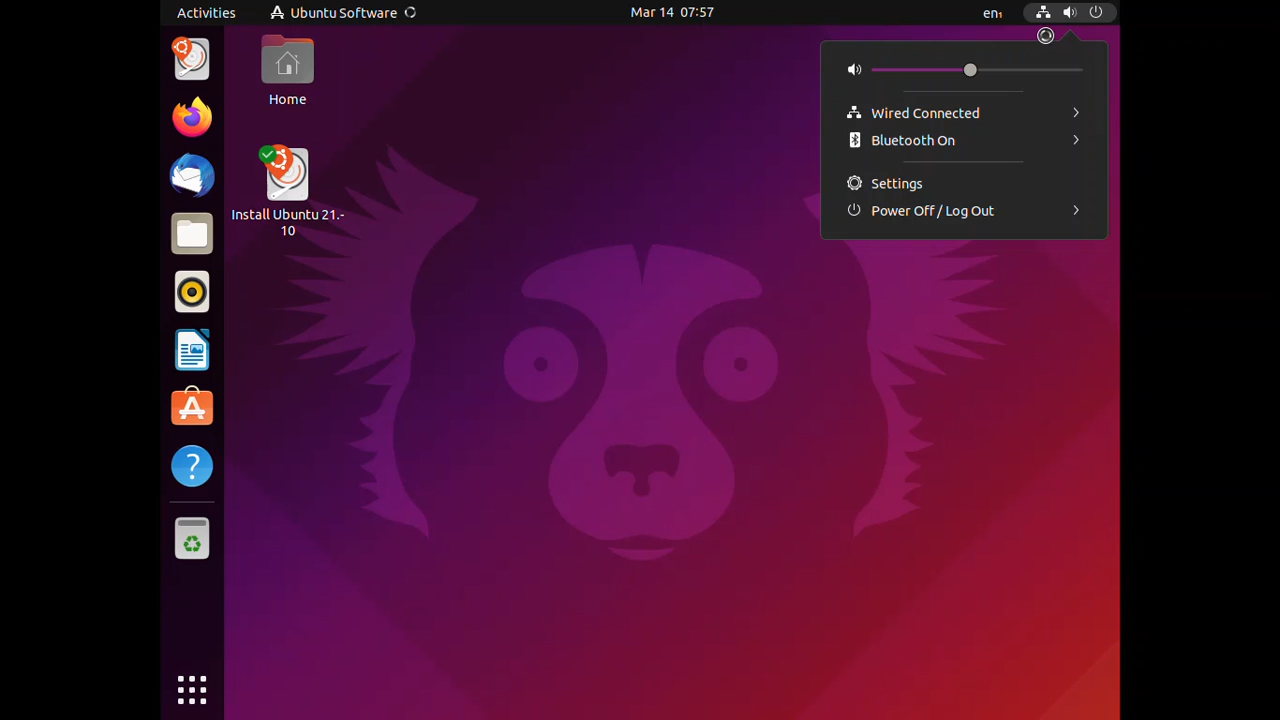 Activities
Ubuntu Software
Mar 14 07:57
en₁
Home
Install Ubuntu 21.-
10
Wired Connected
Bluetooth On
Settings
Power Off / Log Out
?